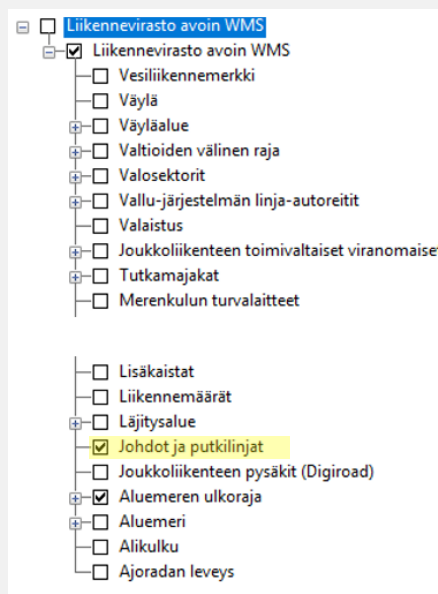 Liikennevirasto avoin WMS
Liikennevirasto avoin WMS
Vesiliikennemerkki
Väylä
Väyläalue
Valtioiden välinen raja
Valosektorit
Vallu-järjestelmän linja-autoreitit
Valaistus
Joukkoliikenteen toimivaltaiset viranomaiset
Tutkamajakat
Merenkulun turvalaitteet
Lisäkaistat
Liikennemäärät
Läjitysalue
Johdot ja putkilinjat
Joukkoliikenteen pysäkit (Digiroad)
Aluemeren ulkoraja
Aluemeri
Alikulku
Ajoradan leveys